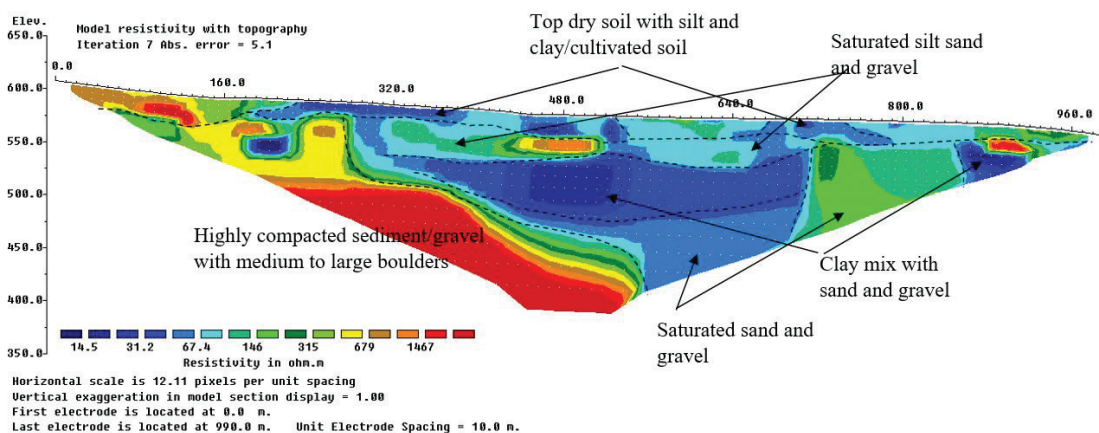 Elev.
650.0
600.0
550.0
500.0
450.0
400.0
350.0
Model resistivity with topography
Iteration 7 Abs. error = 5.1
0.0
160.0
320.0
480.0
640.0
800.0
960.0
Top dry soil with silt and
clay/cultivated soil
Saturated silt sand
and gravel
Highly compacted sediment/gravel
with medium to large boulders
Clay mix with
sand and gravel
Saturated sand and
gravel
14.5 31.2 67.4 146 315 679 1467
Resistivity in ohm.m
Horizontal scale is 12.11 pixels per unit spacing
Vertical exaggeration in model section display = 1.00
First electrode is located at 0.0 m.
Last electrode is located at 990.0 m. Unit Electrode Spacing = 10.0 m.